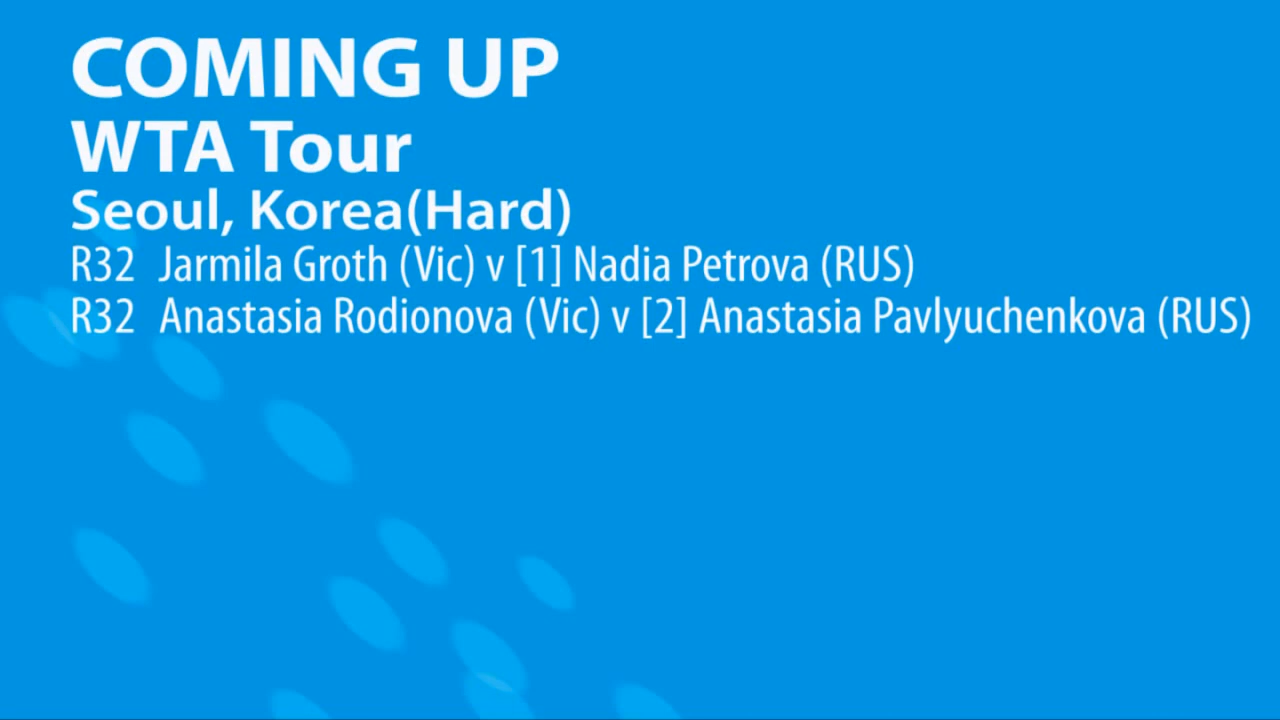 COMING UP
WTA Tour
Seoul, Korea(Hard)
R32 Jarmila Groth (Vic) v [1] Nadia Petrova (RUS)
R32 Anastasia Rodionova (Vic) v [2] Anastasia Pavlyuchenkova (RUS)